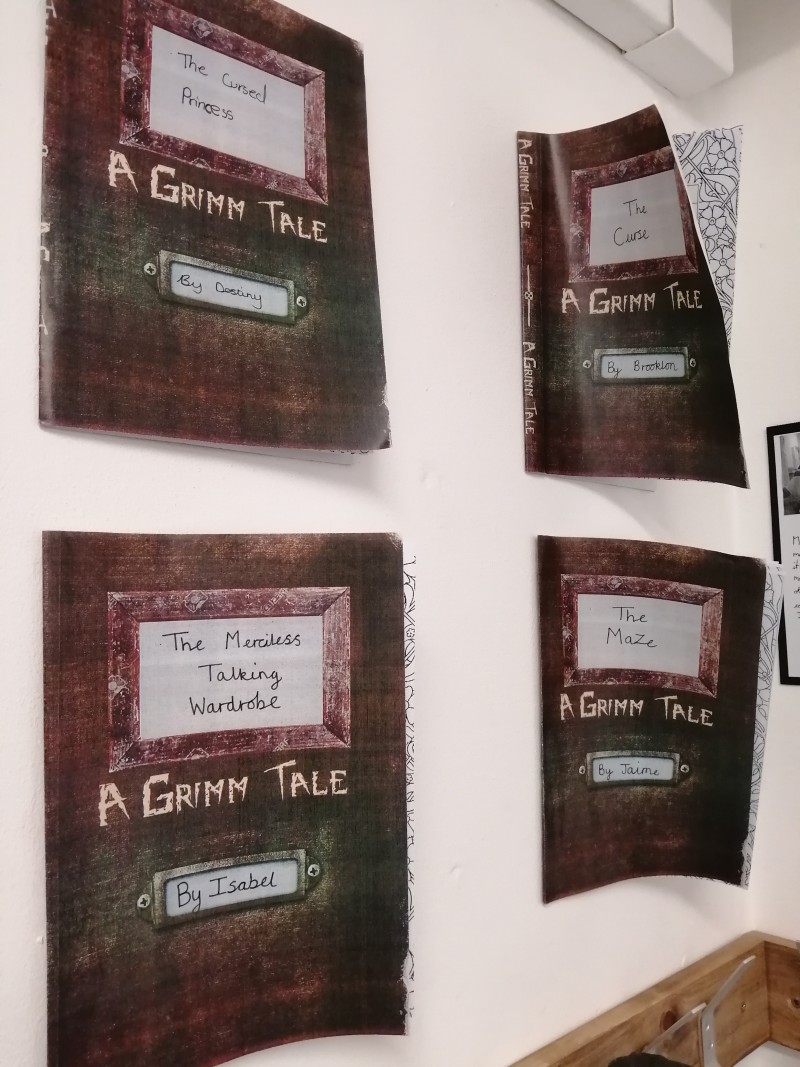 The Cursed
Princess
A GRIMM TALE
By Destiny
A GRIMM TALE
A GRIMM TALE
The
Curse
A GRIMM TALE
By Brooklon
The Merciless
Talking
Wardrobe
A GRIMM TALE
By Isabel
The
Maze
A GRIMM TALE
By Jaime